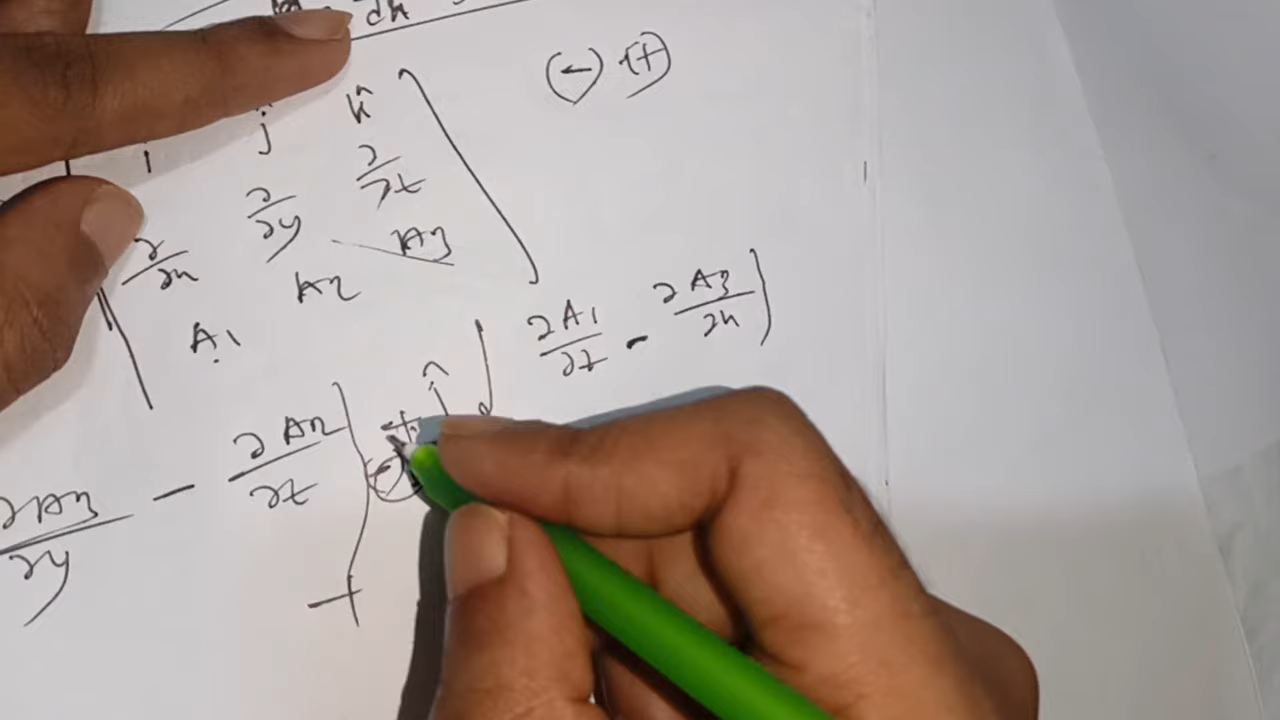 (-) (+)
ĵ k̂
∂/∂x ∂/∂y ∂/∂z
A1 A2 A3
∂A3/∂y - ∂A2/∂z ) + ĵ ( ∂A1/∂z - ∂A3/∂x )
(-)
+